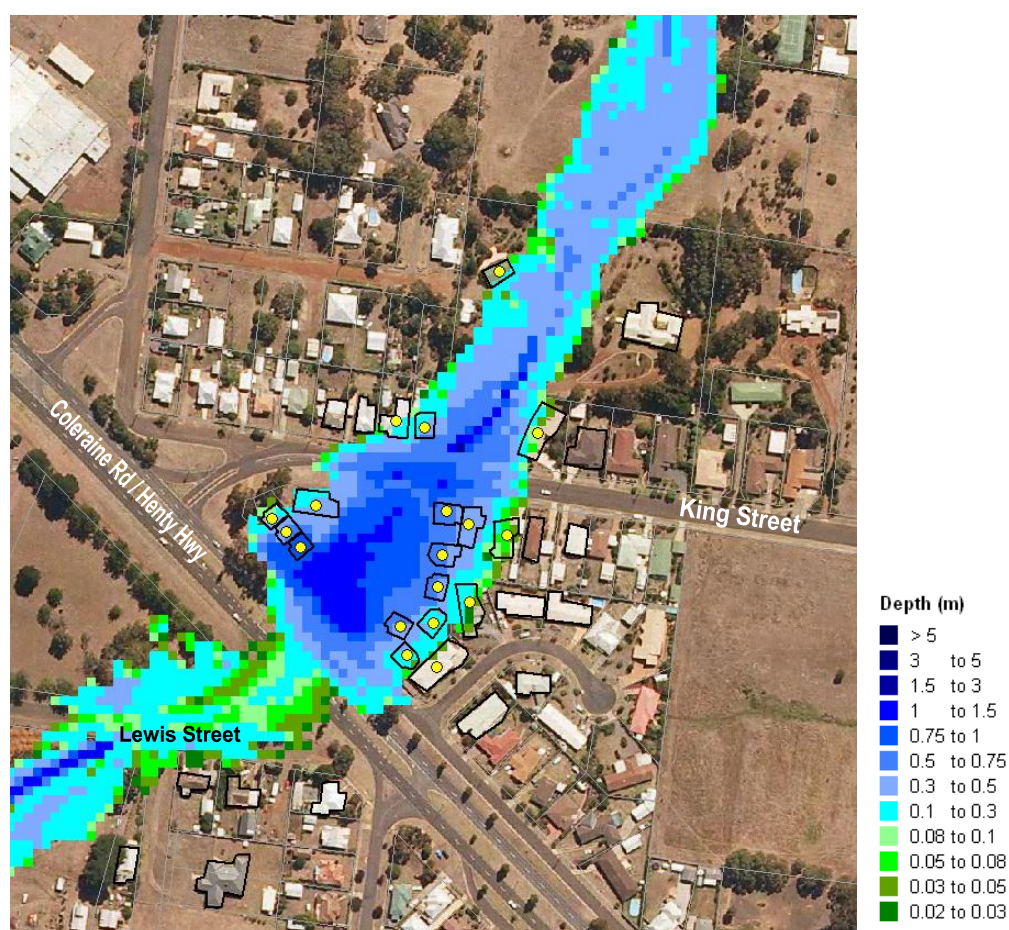 Coleraine Rd / Henty Hwy
King Street
Lewis Street
Depth (m)
> 5
3 to 5
1.5 to 3
1 to 1.5
0.75 to 1
0.5 to 0.75
0.3 to 0.5
0.1 to 0.3
0.08 to 0.1
0.05 to 0.08
0.03 to 0.05
0.02 to 0.03